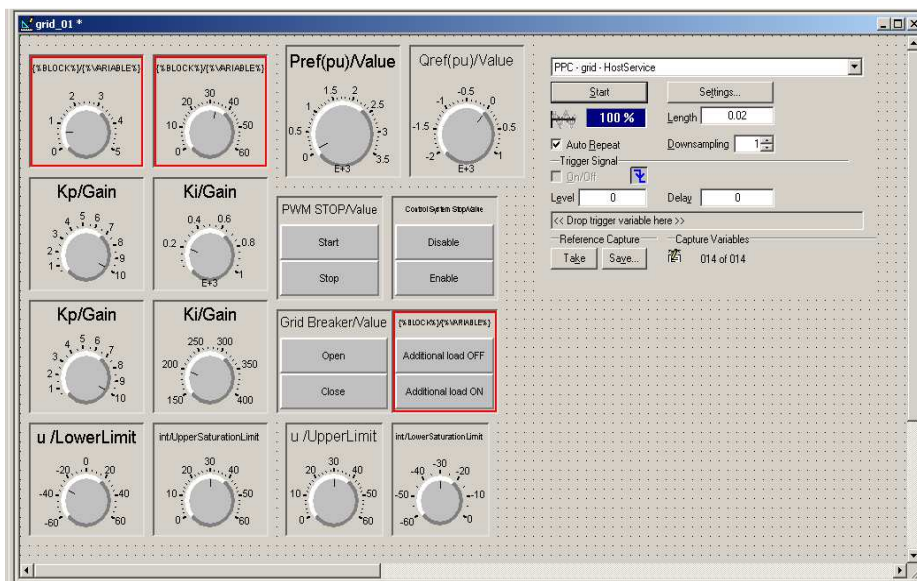 grid_01 *
{%BLOCK%}/{%VARIABLE%}
2 3
1 4
0 5
{%BLOCK%}/{%VARIABLE%}
20 30 40
10 50
0 60
Pref(pu)/Value
1.5 2
1 2.5
0.5 3
0 3.5
E+3
Qref(pu)/Value
-0.5
-1 0
-1.5 0.5
-2 1
E+3
PPC - grid - HostService
Start Settings...
100 % Length 0.02
Auto Repeat Downsampling 1
Trigger Signal
On/Off
Level 0 Delay 0
<< Drop trigger variable here >>
Reference Capture Capture Variables
Take Save... 014 of 014
Kp/Gain
4 5 6
3 7
2 8
1 9
0 10
Ki/Gain
0.4 0.6
0.2 0.8
0 1
E+3
PWM STOP/Value
Start
Stop
Control System Stop/Value
Disable
Enable
Kp/Gain
4 5 6
3 7
2 8
1 9
0 10
Ki/Gain
250 300
200 350
150 400
Grid Breaker/Value
Open
Close
{%BLOCK%}/{%VARIABLE%}
Additional load OFF
Additional load ON
u /LowerLimit
0
-20 20
-40 40
-60 60
int/UpperSaturationLimit
20 30 40
10 50
0 60
u /UpperLimit
20 30 40
10 50
0 60
int/LowerSaturationLimit
-30
-40 -20
-50 -10
-60 0